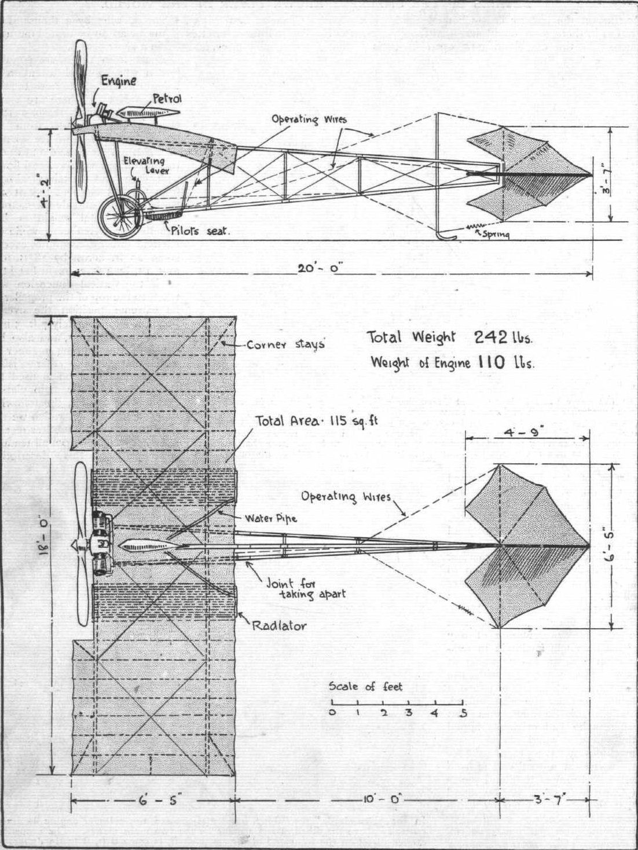 Engine
Petrol
Operating Wires
Elevating
Lever
Pilot's seat.
Spring
4'-2"
3'-7"
20'-0"
Corner stays
Total Weight 242 lbs.
Weight of Engine 110 lbs.
Total Area· 115 sq. ft
4-9"
Operating Wires
Water Pipe
18'-0"
6'-5"
Joint for
taking apart
Radiator
Scale of feet
0 1 2 3 4 5
6'-5"
10'-0"
3'-7"